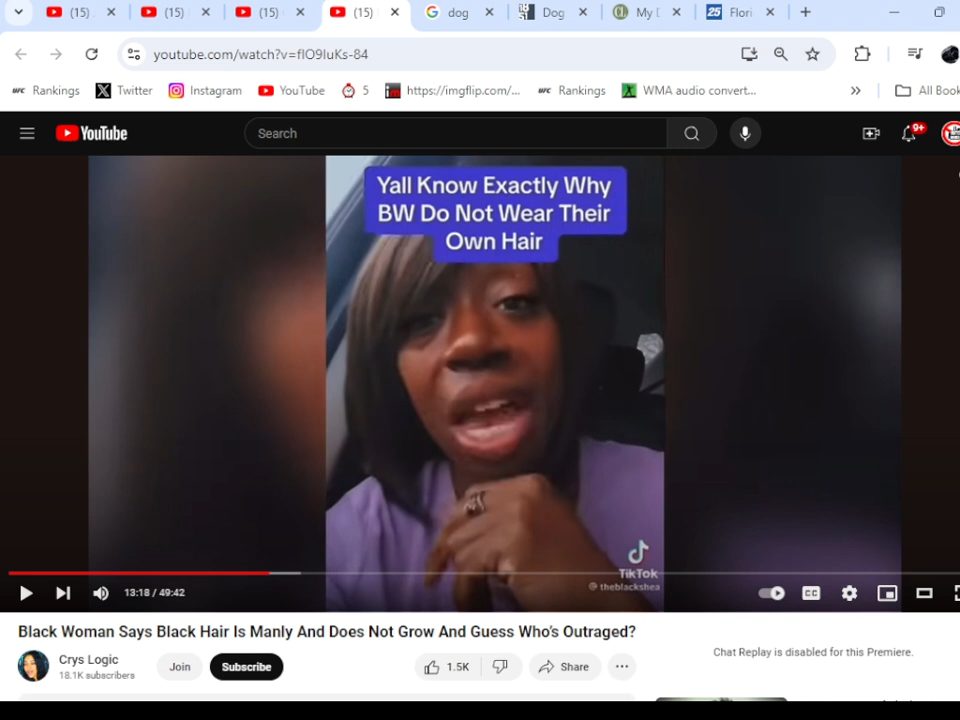 (15)
(15)
(15)
(15)
dog
Dog
My D
Flori
youtube.com/watch?v=flO9IuKs-84
Rankings
Twitter
Instagram
YouTube
5
https://imgflip.com/...
Rankings
WMA audio convert...
All Book
YouTube
Search
9+
Yall Know Exactly Why
BW Do Not Wear Their
Own Hair
TikTok
@ theblackshea
13:18 / 49:42
CC
Black Woman Says Black Hair Is Manly And Does Not Grow And Guess Who's Outraged?
Crys Logic
18.1K subscribers
Join
Subscribe
1.5K
Share
Chat Replay is disabled for this Premiere.